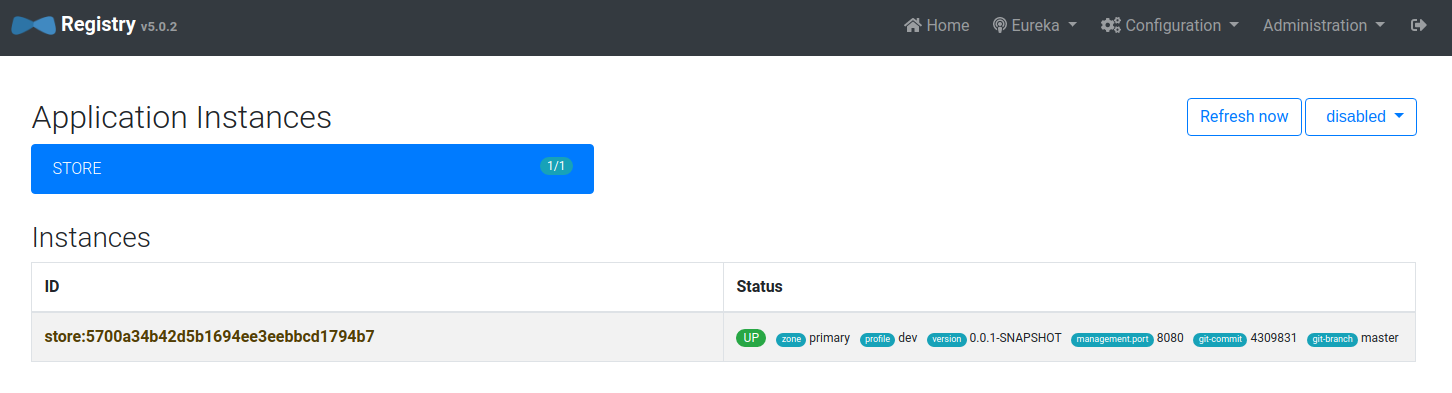 Registry v5.0.2 Home Eureka Configuration Administration
Application Instances Refresh now disabled
STORE 1/1
Instances
ID Status
store:5700a34b42d5b1694ee3eebbcd1794b7 UP zone primary profile dev version 0.0.1-SNAPSHOT management.port 8080 git-commit 4309831 git-branch master